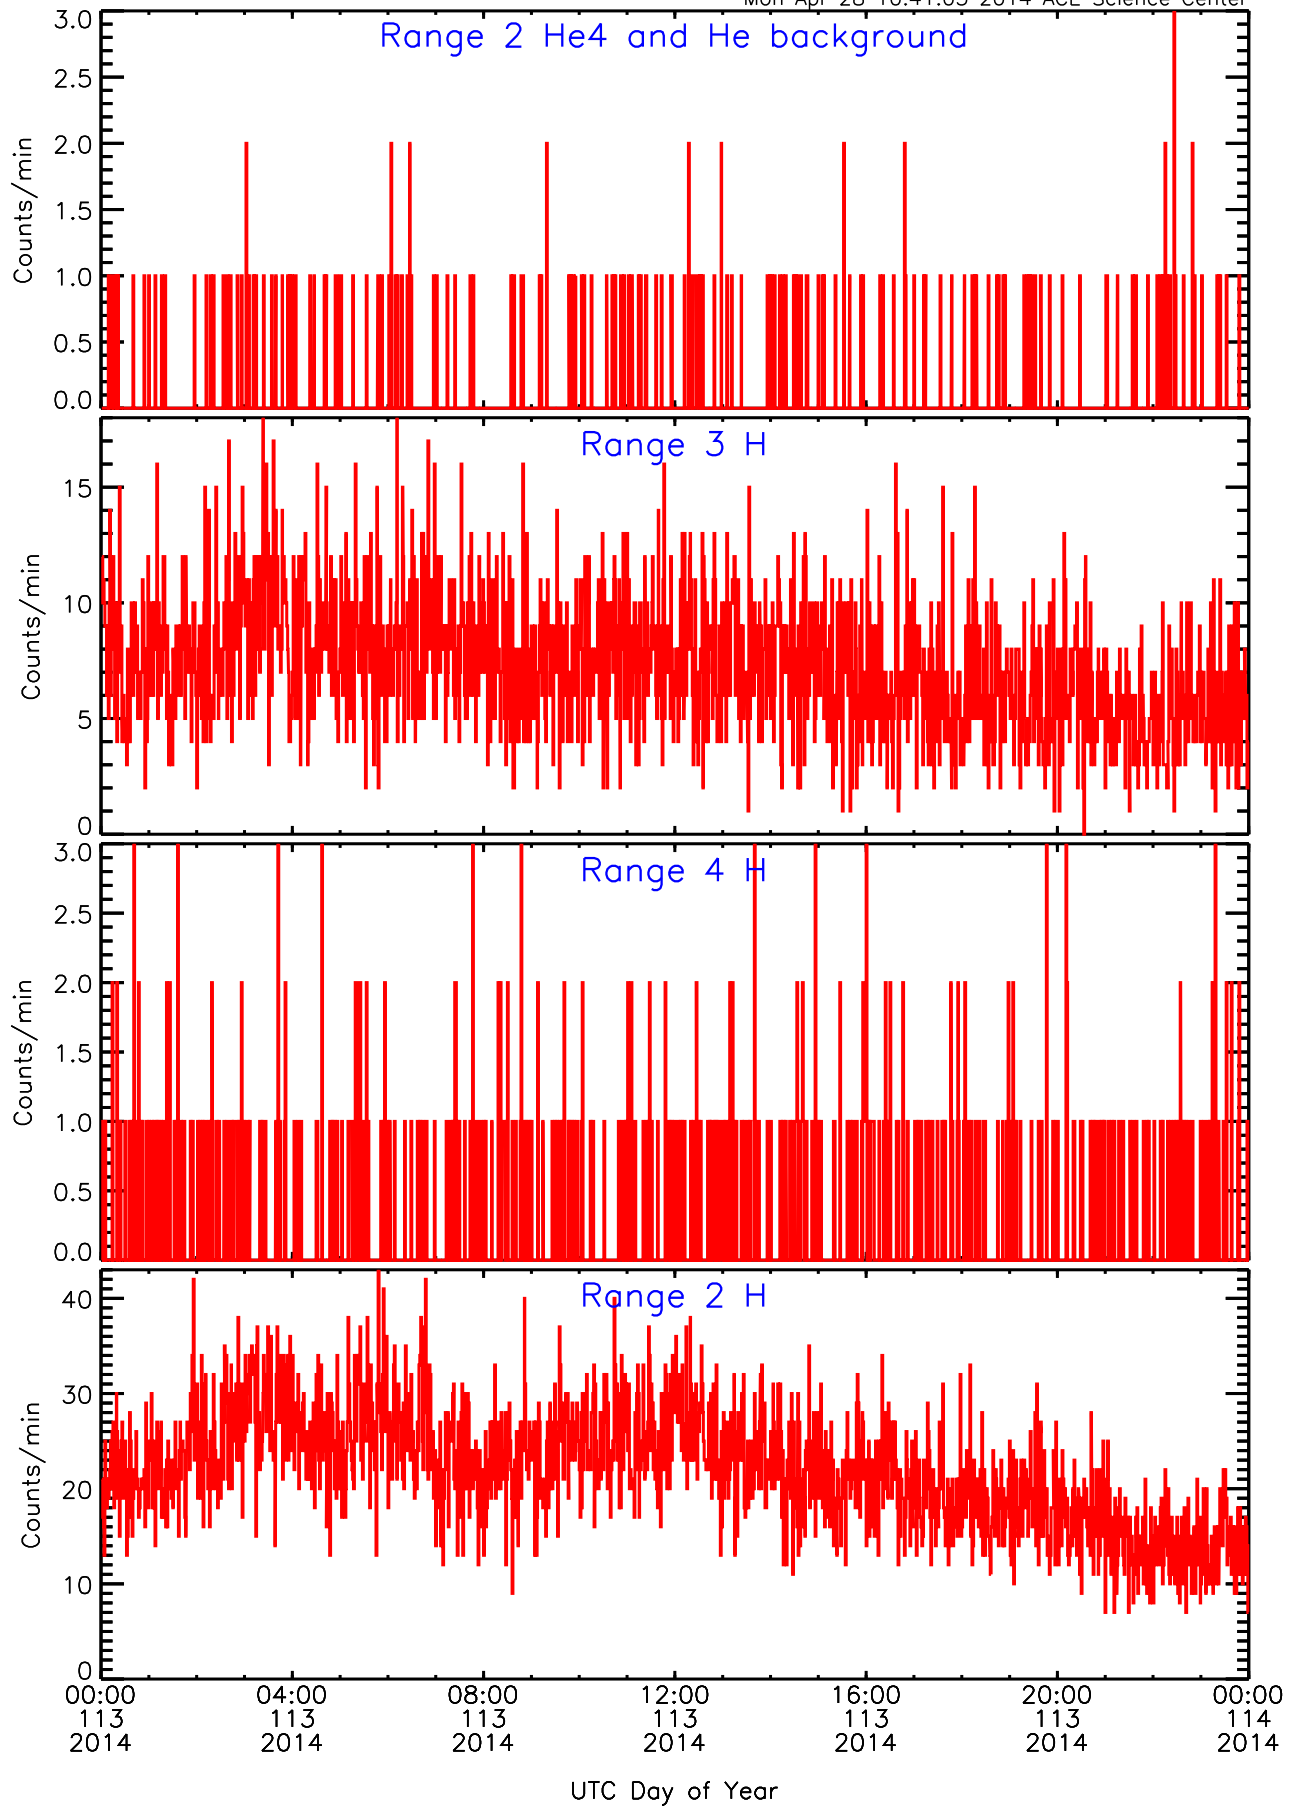 Range 2 He4 and He background
3.0
2.5
2.0
1.5
1.0
0.5
0.0
Counts/min
Range 3 H
15
10
5
0
Counts/min
Range 4 H
3.0
2.5
2.0
1.5
1.0
0.5
0.0
Counts/min
Range 2 H
40
30
20
10
0
Counts/min
00:00 04:00 08:00 12:00 16:00 20:00 00:00
113 113 113 113 113 113 114
2014 2014 2014 2014 2014 2014 2014
UTC Day of Year